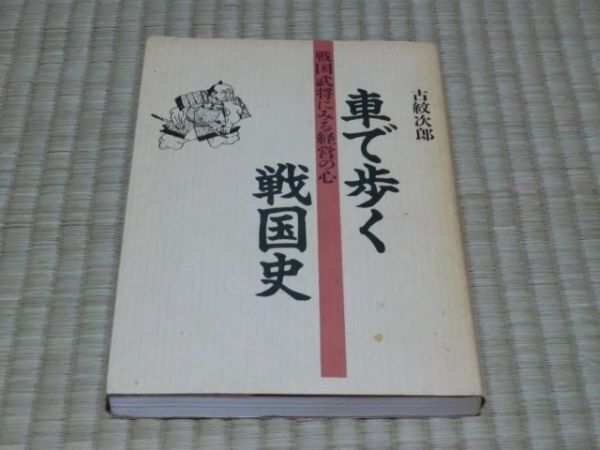 古紋次郎
車で歩く
戦国武将にみる経営の心
戦国史